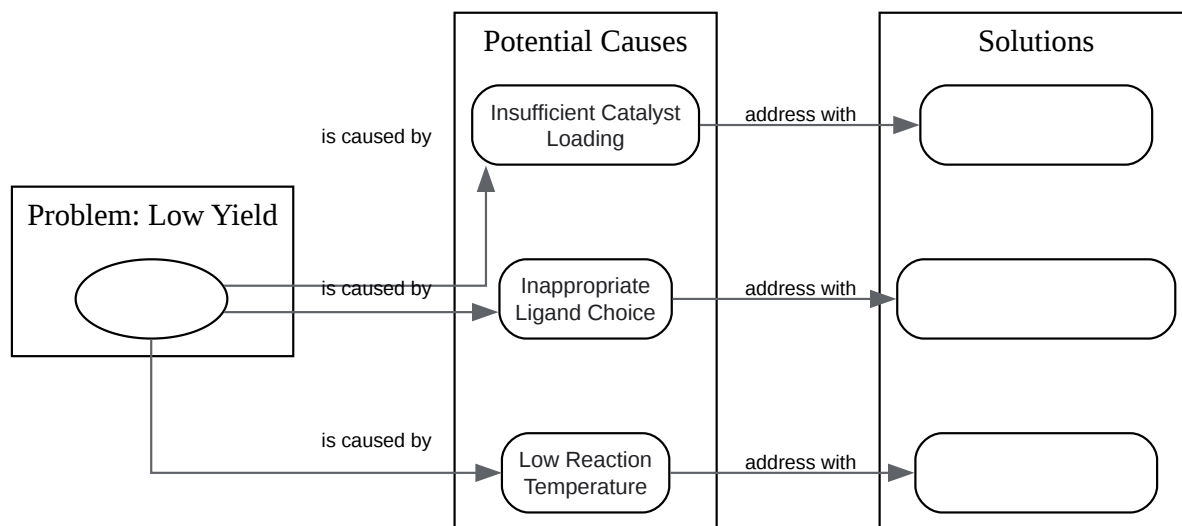 Potential Causes
Solutions
Insufficient Catalyst
Loading
address with
is caused by
Problem: Low Yield
is caused by
Inappropriate
Ligand Choice
address with
is caused by
Low Reaction
Temperature
address with